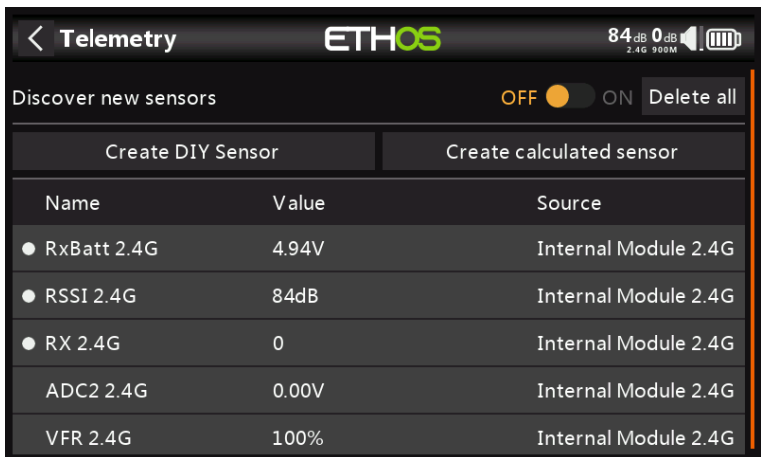 Telemetry ETHOS 84dB 0dB
2.4G 900M
Discover new sensors OFF ON Delete all
Create DIY Sensor Create calculated sensor
Name Value Source
RxBatt 2.4G 4.94V Internal Module 2.4G
RSSI 2.4G 84dB Internal Module 2.4G
RX 2.4G 0 Internal Module 2.4G
ADC2 2.4G 0.00V Internal Module 2.4G
VFR 2.4G 100% Internal Module 2.4G